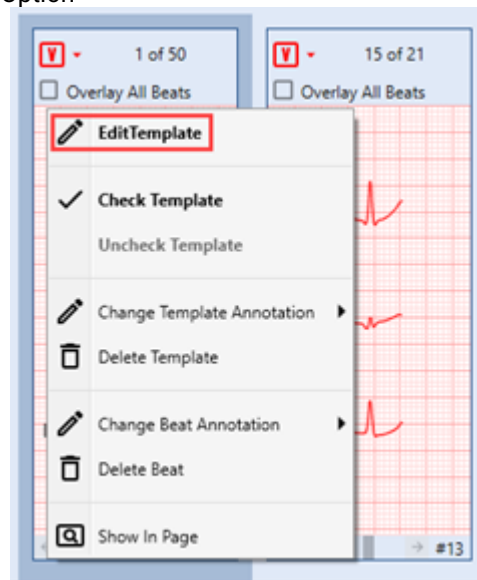 option
V 1 of 50
Overlay All Beats
V 15 of 21
Overlay All Beats
EditTemplate
Check Template
Uncheck Template
Change Template Annotation
Delete Template
Change Beat Annotation
Delete Beat
Show In Page
#13